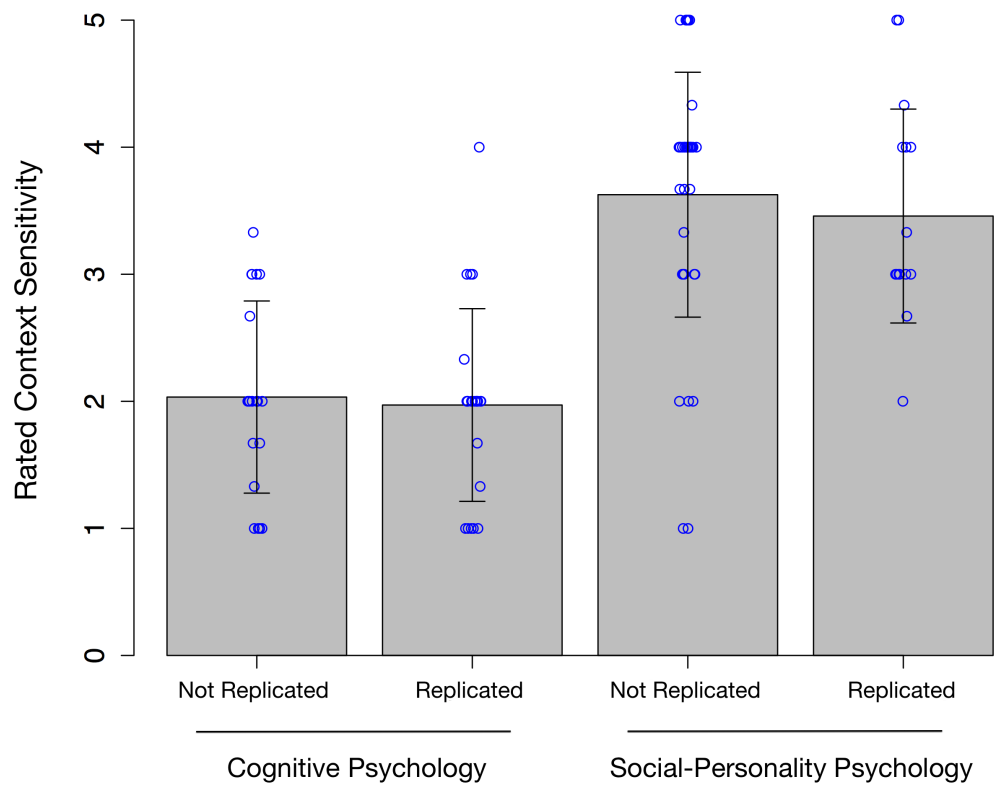 Rated Context Sensitivity
5
4
3
2
1
0
Not Replicated
Replicated
Not Replicated
Replicated
Cognitive Psychology
Social-Personality Psychology